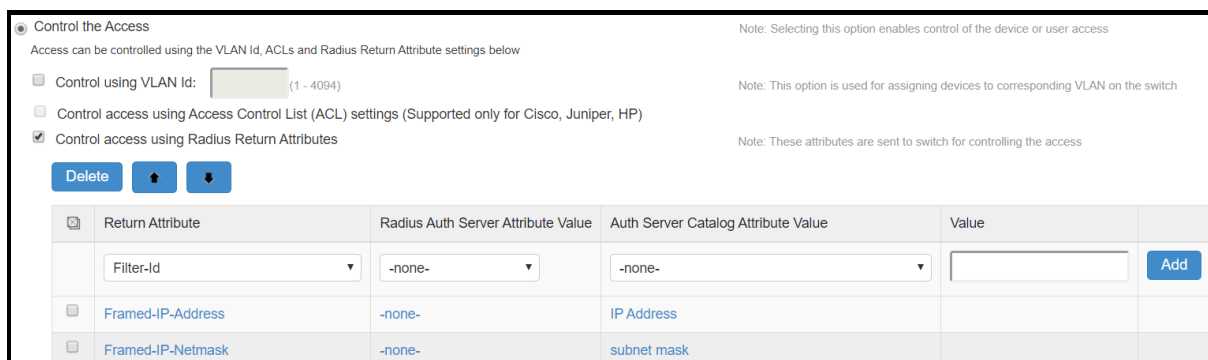 Control the Access Note: Selecting this option enables control of the device or user access
Access can be controlled using the VLAN Id, ACLs and Radius Return Attribute settings below
Control using VLAN Id: (1 - 4094) Note: This option is used for assigning devices to corresponding VLAN on the switch
Control access using Access Control List (ACL) settings (Supported only for Cisco, Juniper, HP)
Control access using Radius Return Attributes Note: These attributes are sent to switch for controlling the access
Delete
Return Attribute Radius Auth Server Attribute Value Auth Server Catalog Attribute Value Value
Filter-Id -none- -none- Add
Framed-IP-Address -none- IP Address
Framed-IP-Netmask -none- subnet mask